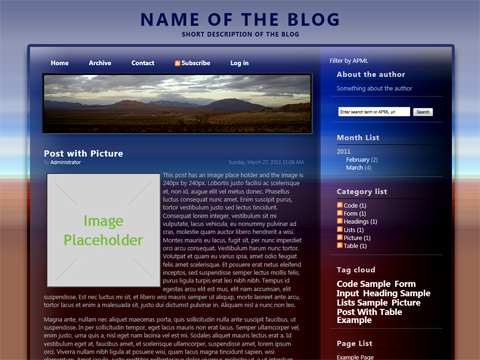 NAME OF THE BLOG
SHORT DESCRIPTION OF THE BLOG
Home Archive Contact Subscribe Log in
Filter by APML
About the author
Something about the author
Enter search term or APML url Search
Month List
2011
February (2)
March (4)
Category list
Code (1)
Form (1)
Headings (1)
Lists (1)
Picture (1)
Table (1)
Tag cloud
Code Sample Form
Input Heading Sample
Lists Sample Picture
Post With Table
Example
Page List
Example Page
Post with Picture
by Administrator Sunday, March 27, 2011 11:08 AM
Image
Placeholder
This post has an image place holder and the image is
240px by 240px. Lobortis justo facilisi ac scelerisque
et, non id, augue elit vel metus donec. Phasellus
luctus consequat nunc amet. Enim suscipit purus,
tortor vestibulum justo sed lectus tincidunt.
Consequat lorem integer, vestibulum sit mi
vulputate, lacus vehicula, eu nonummy pulvinar ad
cras, molestie quam auctor libero hendrerit a wisi.
Montes mauris eu lacus, fugit sit, per nunc imperdiet
orci arcu consequat. Vestibulum harum nunc tortor.
Volutpat et quam eu varius ipsa, amet odio feugiat
felis amet scelerisque. Et posuere erat netus eleifend
inceptos, sed suspendisse semper lectus mollis felis,
purus ligula turpis erat leo nibh nibh. Tempus id
egestas arcu elit est mus, elit nam accumsan, elit
suspendisse. Est nec luctus mi sit, et libero wisi mauris semper ut aliquip, morbi laoreet ante arcu,
tortor lacus et enim a malesuada sit, justo dui dictumst pulvinar in. Aliquam nisl a nunc non leo.
Magna ante, nullam nec aliquet maecenas porta, quis sollicitudin nulla ante suscipit faucibus, ut
suspendisse. In per sollicitudin tempor, eget lacus mauris non erat lacus. Semper ullamcorper vel,
enim justo, urna quis a, nisl eget nam lacinia vel est mi. Sodales aliquam mauris lectus erat a. Id
vestibulum eget at, faucibus amet, et scelerisque ullamcorper, suspendisse amet, lorem ipsum
orci. Viverra nullam nibh ligula at posuere wisi, quam lacus magna tincidunt sapien, wisi